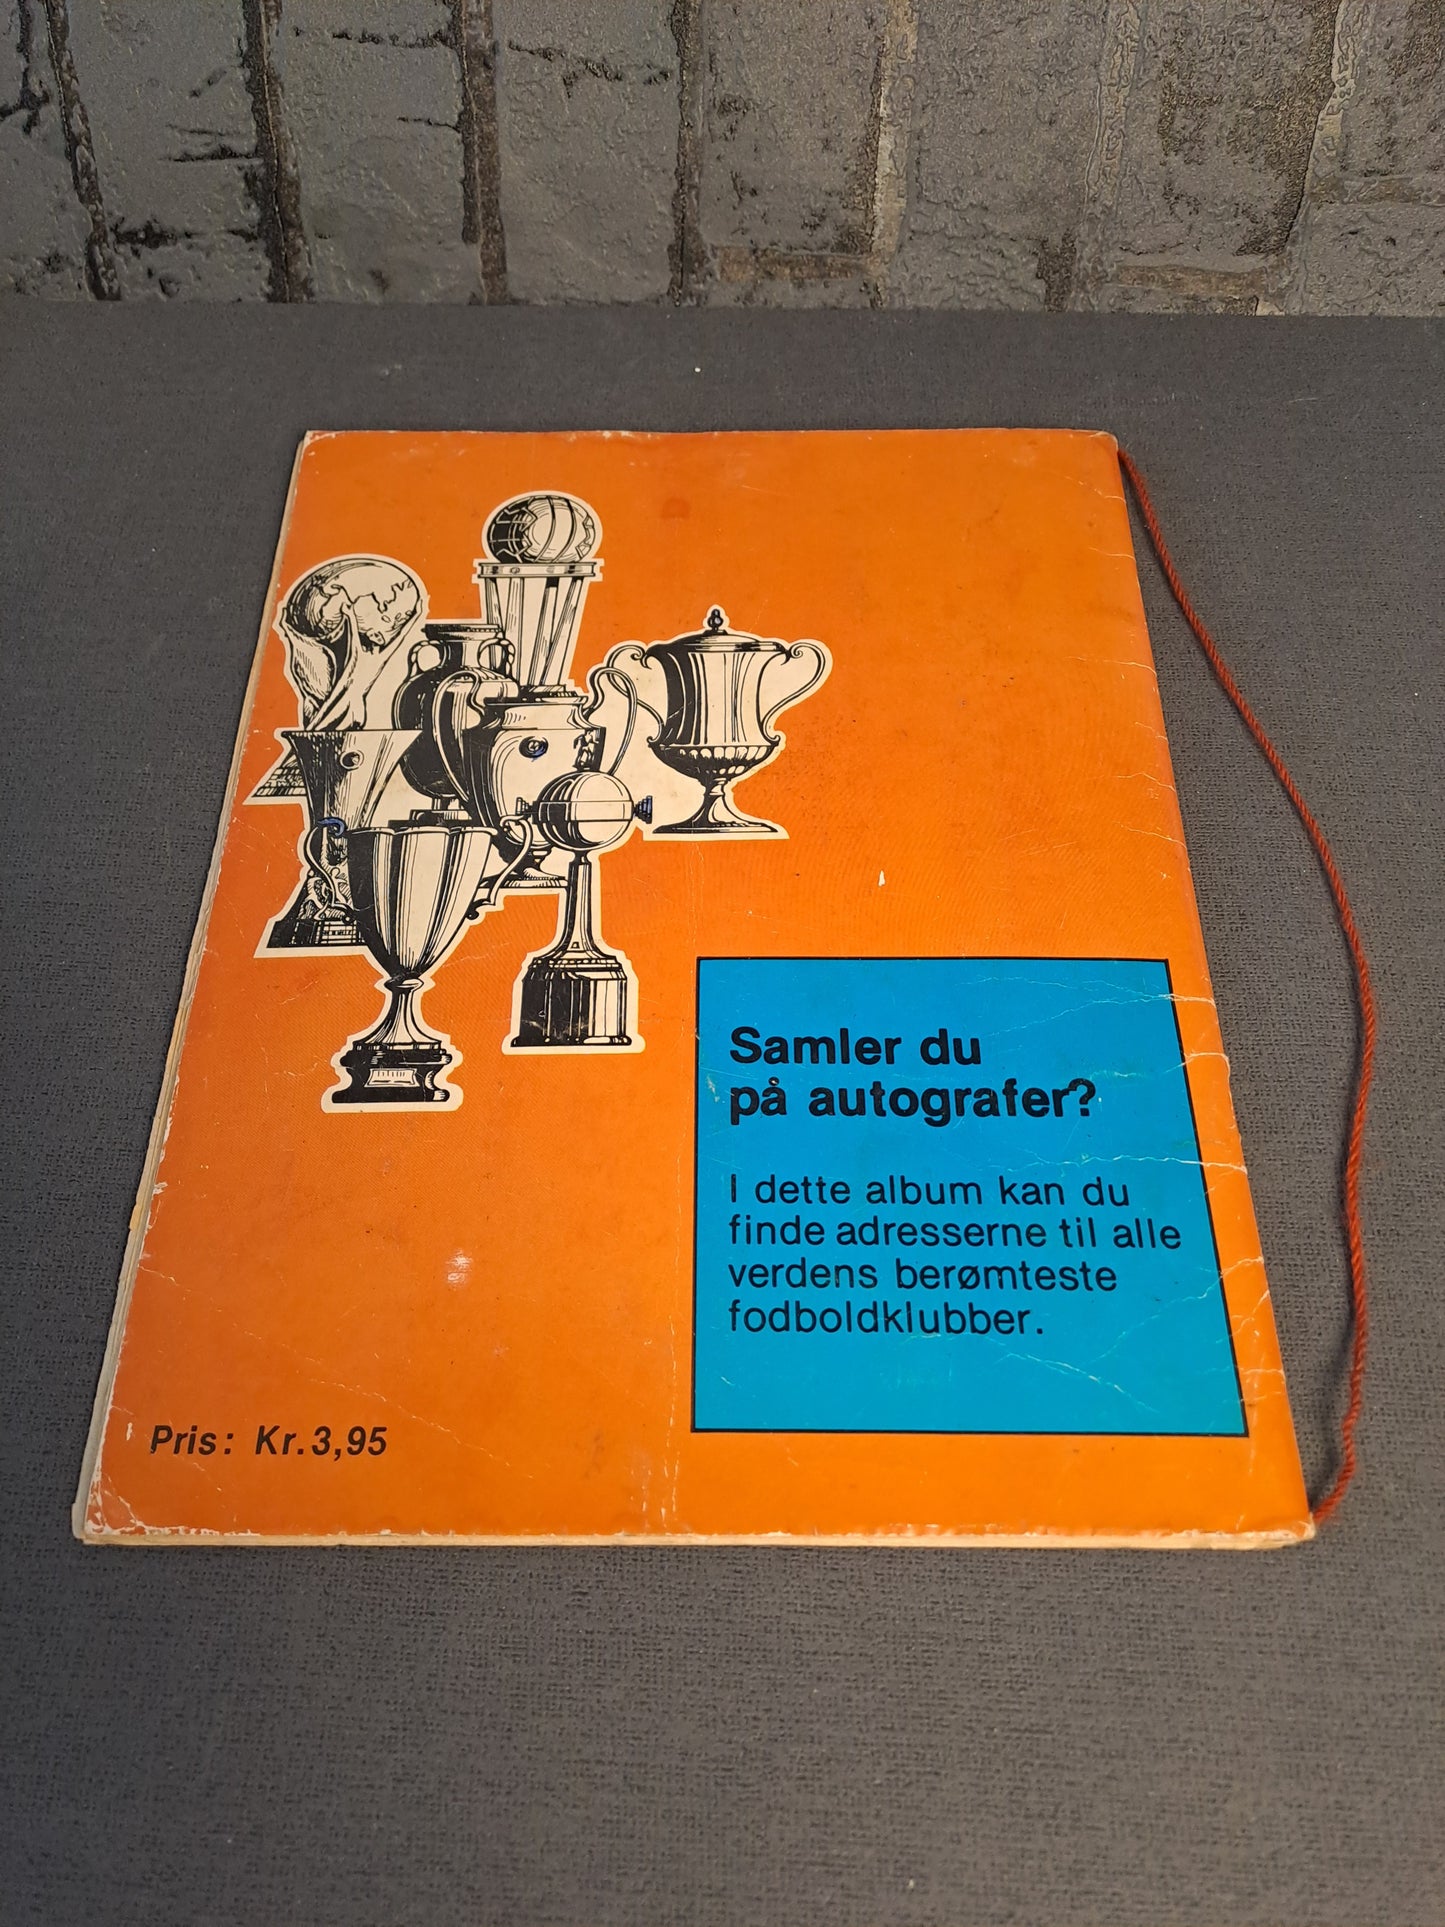 Samler du
på autografer?
I dette album kan du
finde adresserne til alle
verdens berømteste
fodboldklubber.
Pris: Kr. 3,95